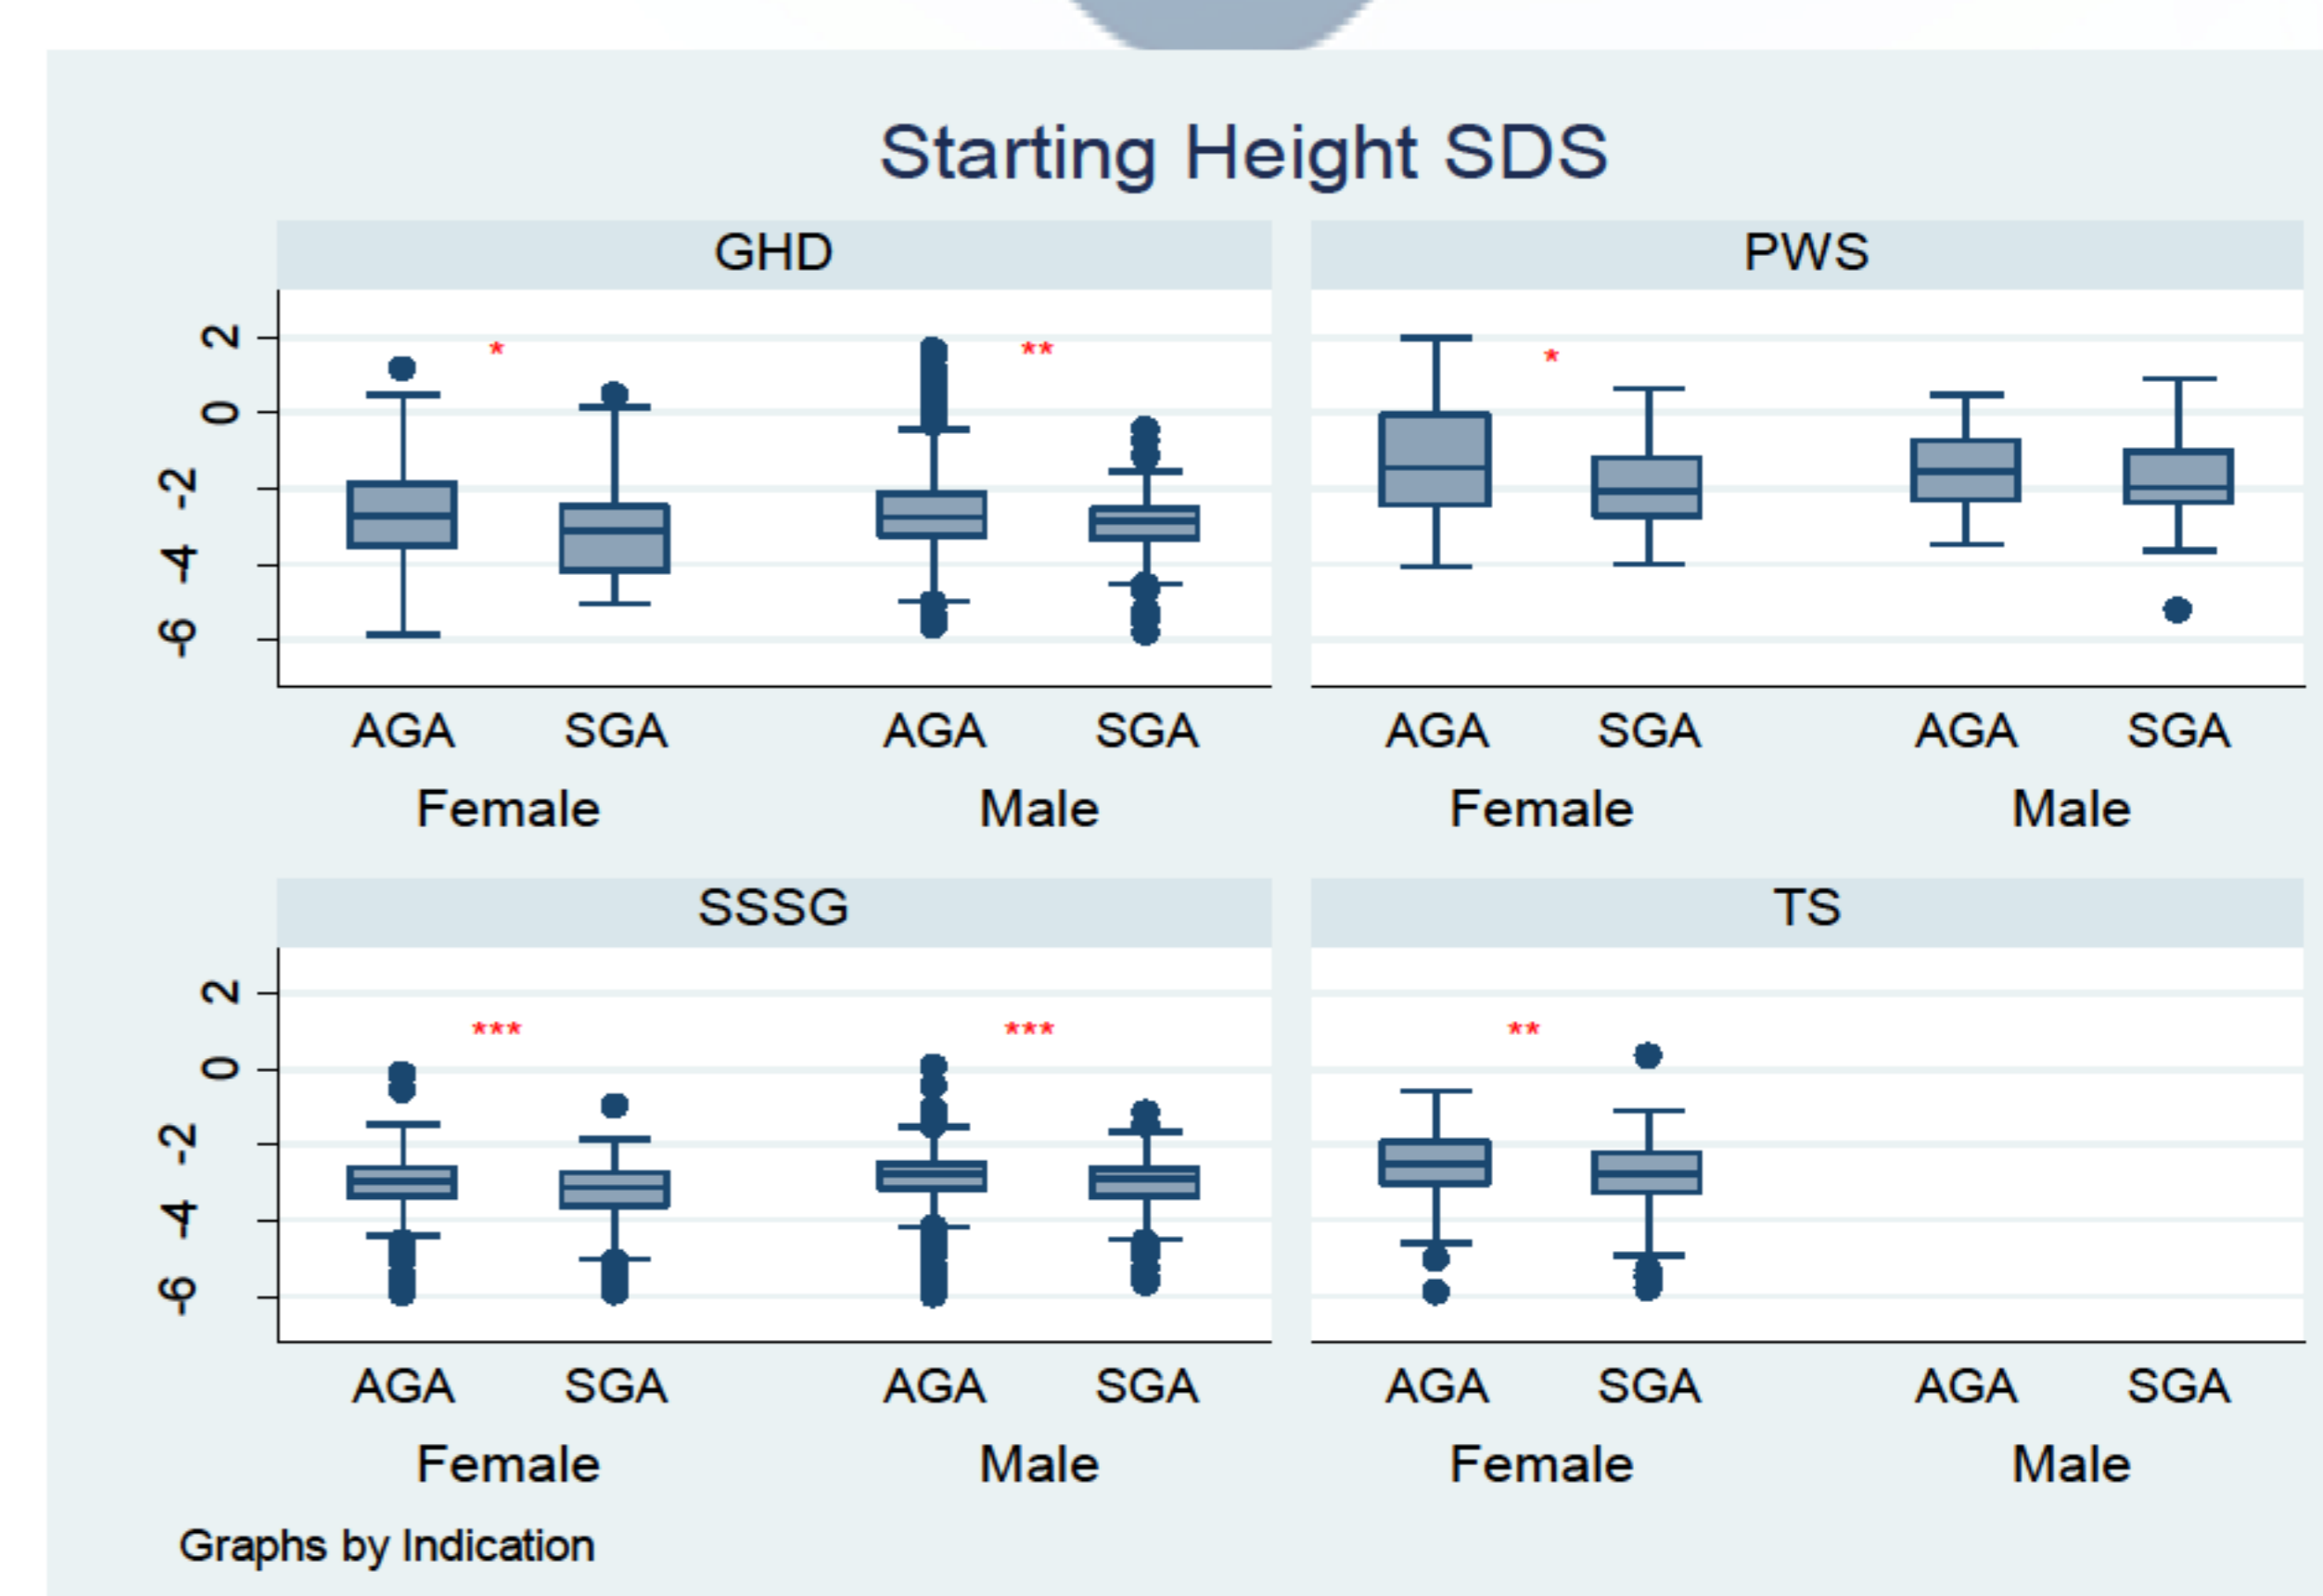 Starting Height SDS
GHD
PWS
2
0
-2
-4
-6
*
**
*
AGA SGA AGA SGA AGA SGA AGA SGA
Female Male Female Male
SSSG
TS
2
0
-2
-4
-6
***
***
**
AGA SGA AGA SGA AGA SGA AGA SGA
Female Male Female Male
Graphs by Indication